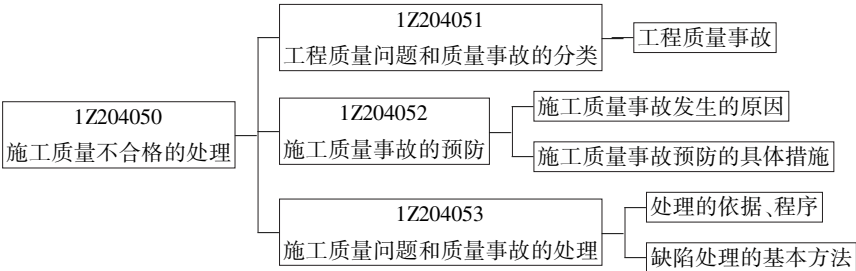 1Z204051
工程质量问题和质量事故的分类
工程质量事故
1Z204050
施工质量不合格的处理
1Z204052
施工质量事故的预防
施工质量事故发生的原因
施工质量事故预防的具体措施
1Z204053
施工质量问题和质量事故的处理
处理的依据、程序
缺陷处理的基本方法